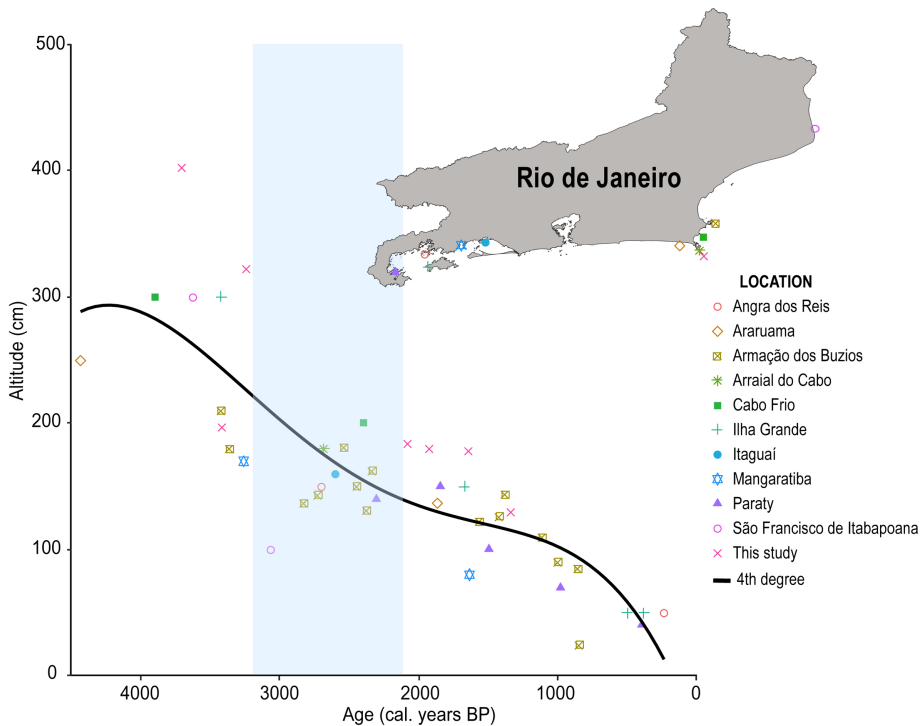 500
400
300
200
100
0
Altitude (cm)
4000
3000
2000
1000
0
Age (cal. years BP)
Rio de Janeiro
LOCATION
Angra dos Reis
Araruama
Armação dos Buzios
Arraial do Cabo
Cabo Frio
Ilha Grande
Itaguaí
Mangaratiba
Paraty
São Francisco de Itabapoana
This study
4th degree